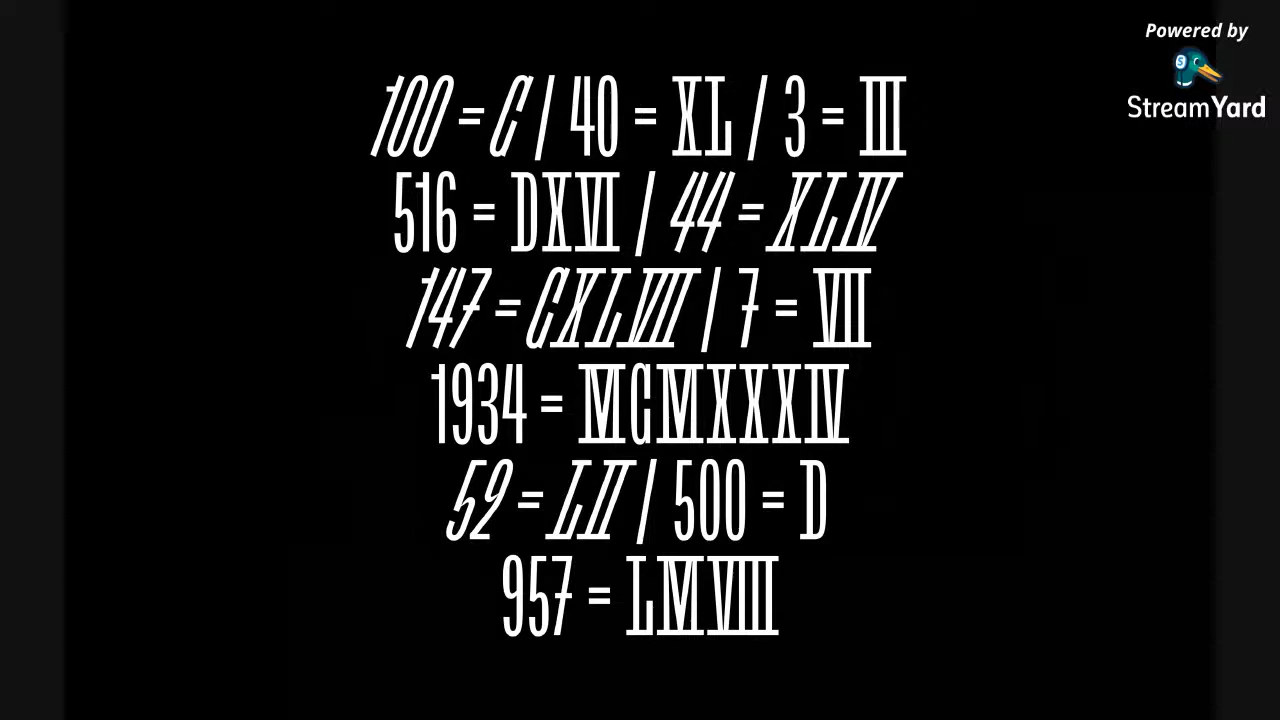 Powered by
StreamYard
100 = C / 40 = XL / 3 = III
516 = DXVI / 44 = XLIV
147 = CXLVII / 7 = VII
1934 = MCMXXXIV
52 = LII / 500 = D
957 = LMVIII